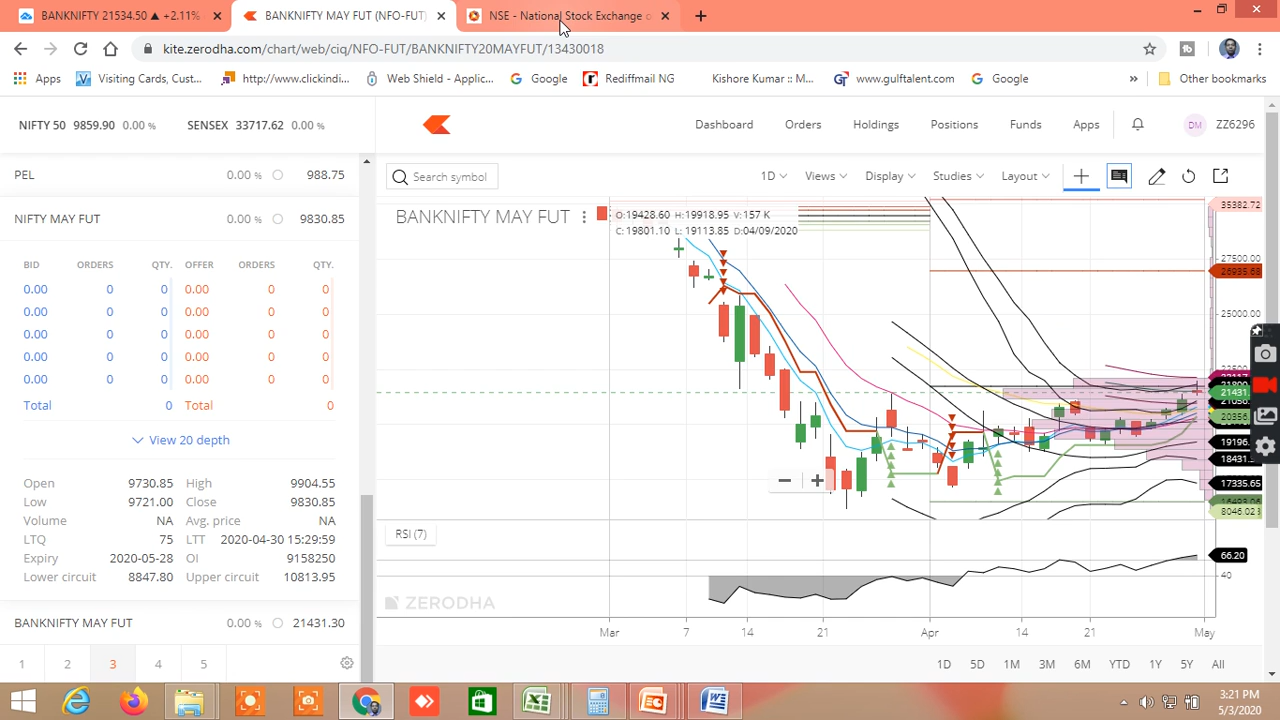 BANKNIFTY 21534.50 ▲ +2.11%
BANKNIFTY MAY FUT (NFO-FUT)
NSE - National Stock Exchange o
kite.zerodha.com/chart/web/ciq/NFO-FUT/BANKNIFTY20MAYFUT/13430018
Apps
Visiting Cards, Cust...
http://www.clickindi...
Web Shield - Applic...
Google
Rediffmail NG
Kishore Kumar :: M...
www.gulftalent.com
Google
»
Other bookmarks
NIFTY 50 9859.90 0.00 %
SENSEX 33717.62 0.00 %
Dashboard
Orders
Holdings
Positions
Funds
Apps
DM
ZZ6296
PEL 0.00 % 988.75
NIFTY MAY FUT 0.00 % 9830.85
BID ORDERS QTY. OFFER ORDERS QTY.
0.00 0 0 0.00 0 0
0.00 0 0 0.00 0 0
0.00 0 0 0.00 0 0
0.00 0 0 0.00 0 0
0.00 0 0 0.00 0 0
Total 0 Total 0
View 20 depth
Open 9730.85 High 9904.55
Low 9721.00 Close 9830.85
Volume NA Avg. price NA
LTQ 75 LTT 2020-04-30 15:29:59
Expiry 2020-05-28 OI 9158250
Lower circuit 8847.80 Upper circuit 10813.95
BANKNIFTY MAY FUT 0.00 % 21431.30
1 2 3 4 5
Search symbol
1D
Views
Display
Studies
Layout
BANKNIFTY MAY FUT
O:19428.60 H:19918.95 V:157 K
C:19801.10 L:19113.85 D:04/09/2020
35382.72
27500.00
26935.68
25000.00
21431.
20356
19196.
18431.
17335.65
8046.02
RSI (7)
66.20
40
ZERODHA
Mar 7 14 21 Apr 14 21 May
1D 5D 1M 3M 6M YTD 1Y 5Y All
3:21 PM
5/3/2020